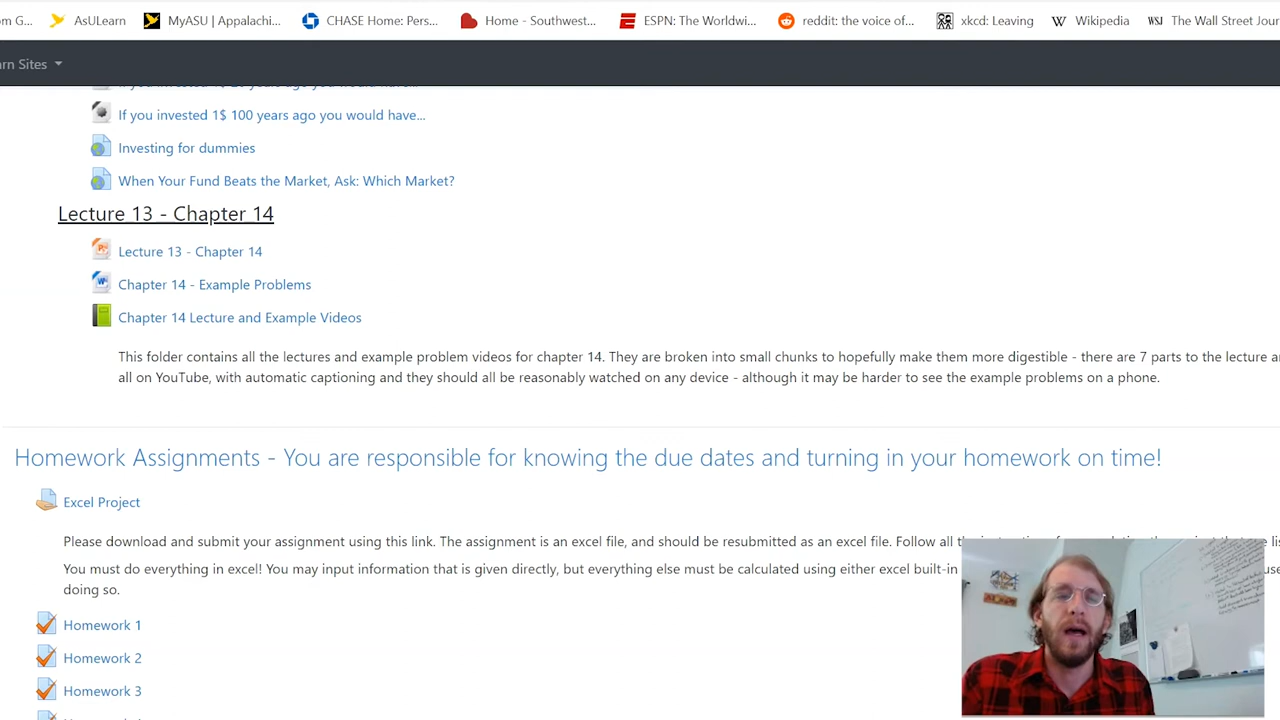 om G... AsULearn MyASU | Appalachi... CHASE Home: Pers... Home - Southwest... ESPN: The Worldwi... reddit: the voice of... xkcd: Leaving Wikipedia WSJ The Wall Street Jour
rn Sites
If you invested 1$ 100 years ago you would have...
Investing for dummies
When Your Fund Beats the Market, Ask: Which Market?
Lecture 13 - Chapter 14
Lecture 13 - Chapter 14
Chapter 14 - Example Problems
Chapter 14 Lecture and Example Videos
This folder contains all the lectures and example problem videos for chapter 14. They are broken into small chunks to hopefully make them more digestible - there are 7 parts to the lecture a
all on YouTube, with automatic captioning and they should all be reasonably watched on any device - although it may be harder to see the example problems on a phone.
Homework Assignments - You are responsible for knowing the due dates and turning in your homework on time!
Excel Project
Please download and submit your assignment using this link. The assignment is an excel file, and should be resubmitted as an excel file. Follow all
You must do everything in excel! You may input information that is given directly, but everything else must be calculated using either excel built-in
doing so.
Homework 1
Homework 2
Homework 3